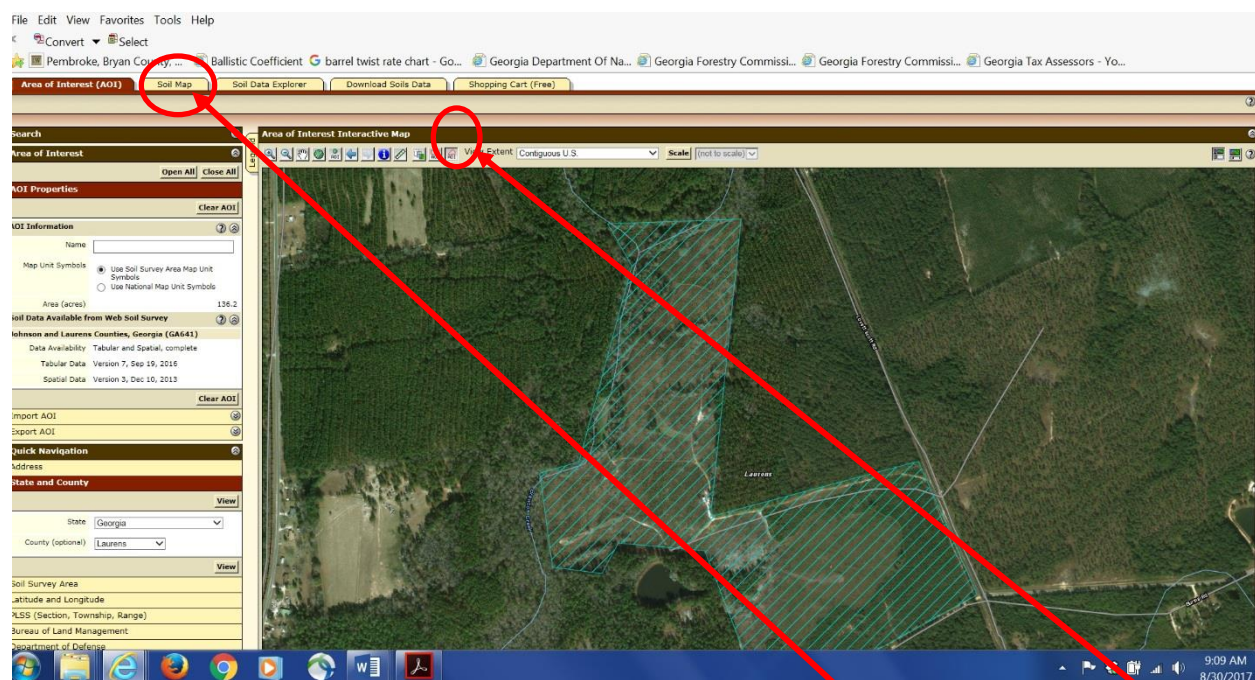 File Edit View Favorites Tools Help
Convert Select
Pembroke, Bryan County, ... Ballistic Coefficient G barrel twist rate chart - Go... Georgia Department Of Na... Georgia Forestry Commissi... Georgia Forestry Commissi... Georgia Tax Assessors - Yo...
Area of Interest (AOI) Soil Map Soil Data Explorer Download Soils Data Shopping Cart (Free)
Search
Area of Interest Interactive Map
Area of Interest
Legend
View Extent Contiguous U.S. Scale (not to scale)
Open All Close All
AOI Properties
Clear AOI
AOI Information
Name
Map Unit Symbols
Use Soil Survey Area Map Unit Symbols
Use National Map Unit Symbols
Area (acres) 136.2
Soil Data Available from Web Soil Survey
Johnson and Laurens Counties, Georgia (GA641)
Data Availability Tabular and Spatial, complete
Tabular Data Version 7, Sep 19, 2016
Spatial Data Version 3, Dec 10, 2013
Clear AOI
Import AOI
Export AOI
Quick Navigation
Address
State and County
View
State Georgia
County (optional) Laurens
View
Soil Survey Area
Latitude and Longitude
PLSS (Section, Township, Range)
Bureau of Land Management
Department of Defense
Laurens
9:09 AM
8/30/2017